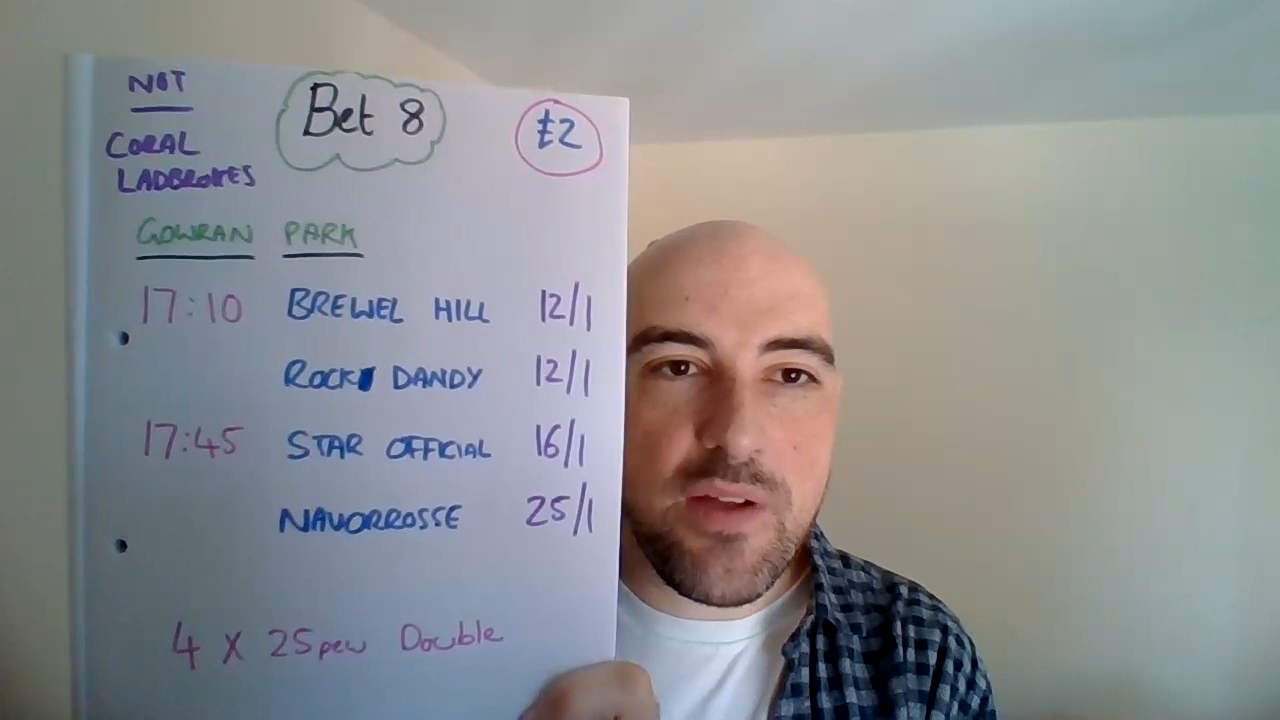 NOT
CORAL
LADBROKES
Bet 8
£2
GOWRAN PARK
17:10 BREWEL HILL 12/1
ROCK DANDY 12/1
17:45 STAR OFFICIAL 16/1
NAVORROSSE 25/1
4 X 25pew Double